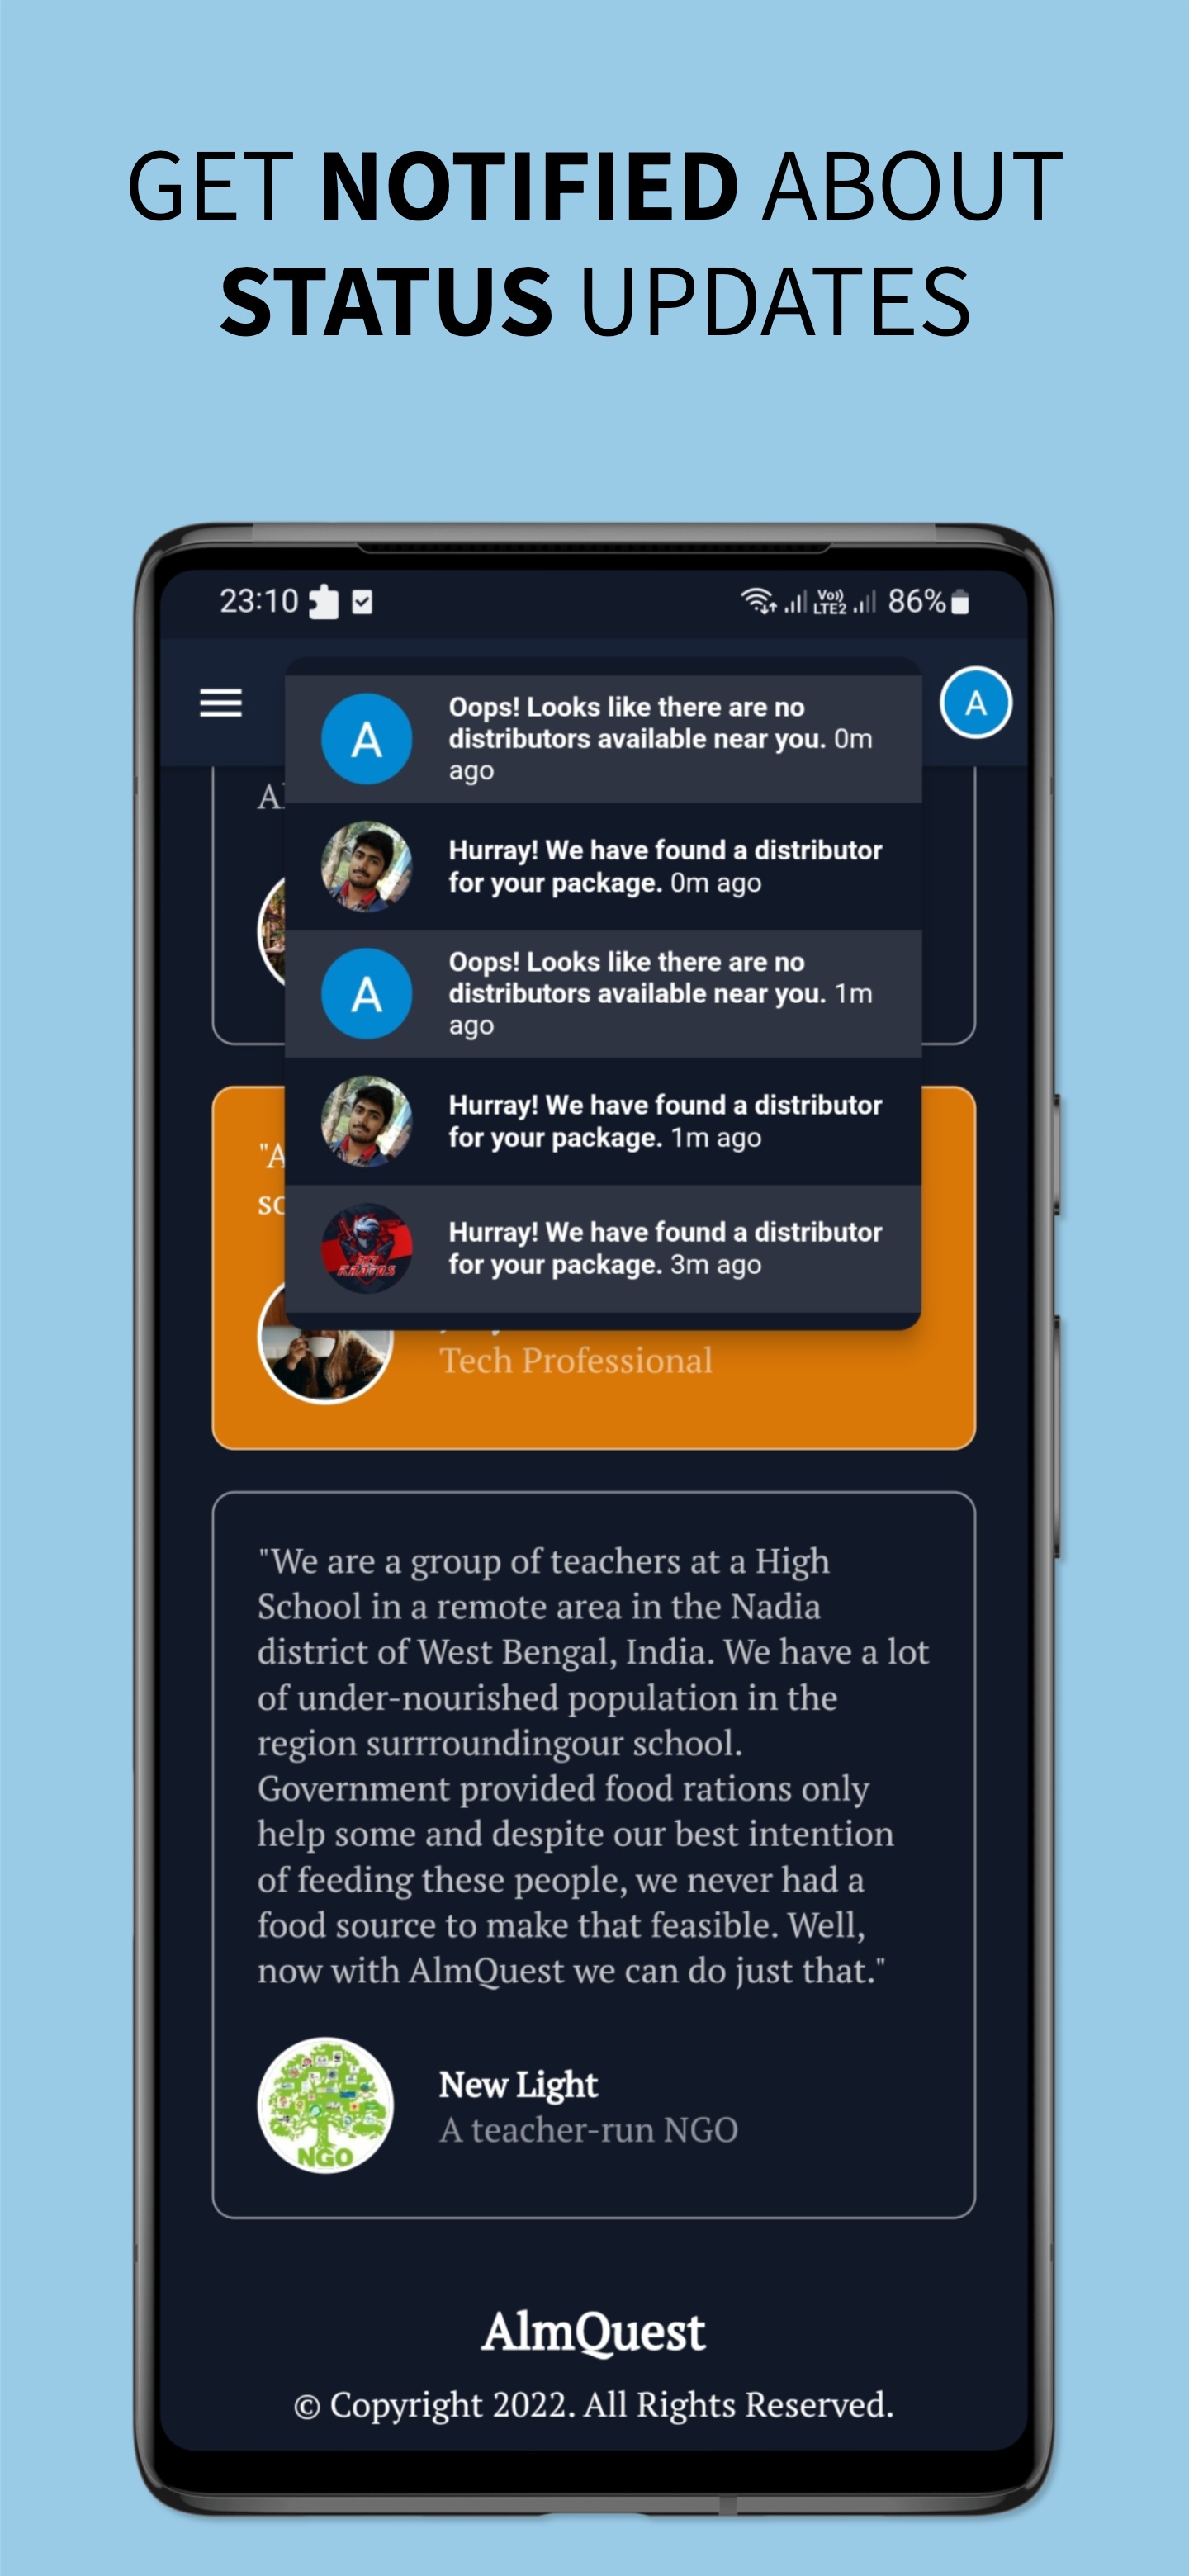 GET NOTIFIED ABOUT
STATUS UPDATES
23:10
Vo))
LTE2
86%
A
Oops! Looks like there are no
distributors available near you. 0m
ago
A
Hurray! We have found a distributor
for your package. 0m ago
A
Oops! Looks like there are no
distributors available near you. 1m
ago
Hurray! We have found a distributor
for your package. 1m ago
Hurray! We have found a distributor
for your package. 3m ago
"A
so
Tech Professional
"We are a group of teachers at a High
School in a remote area in the Nadia
district of West Bengal, India. We have a lot
of under-nourished population in the
region surrroundingour school.
Government provided food rations only
help some and despite our best intention
of feeding these people, we never had a
food source to make that feasible. Well,
now with AlmQuest we can do just that."
NGO
New Light
A teacher-run NGO
AlmQuest
© Copyright 2022. All Rights Reserved.